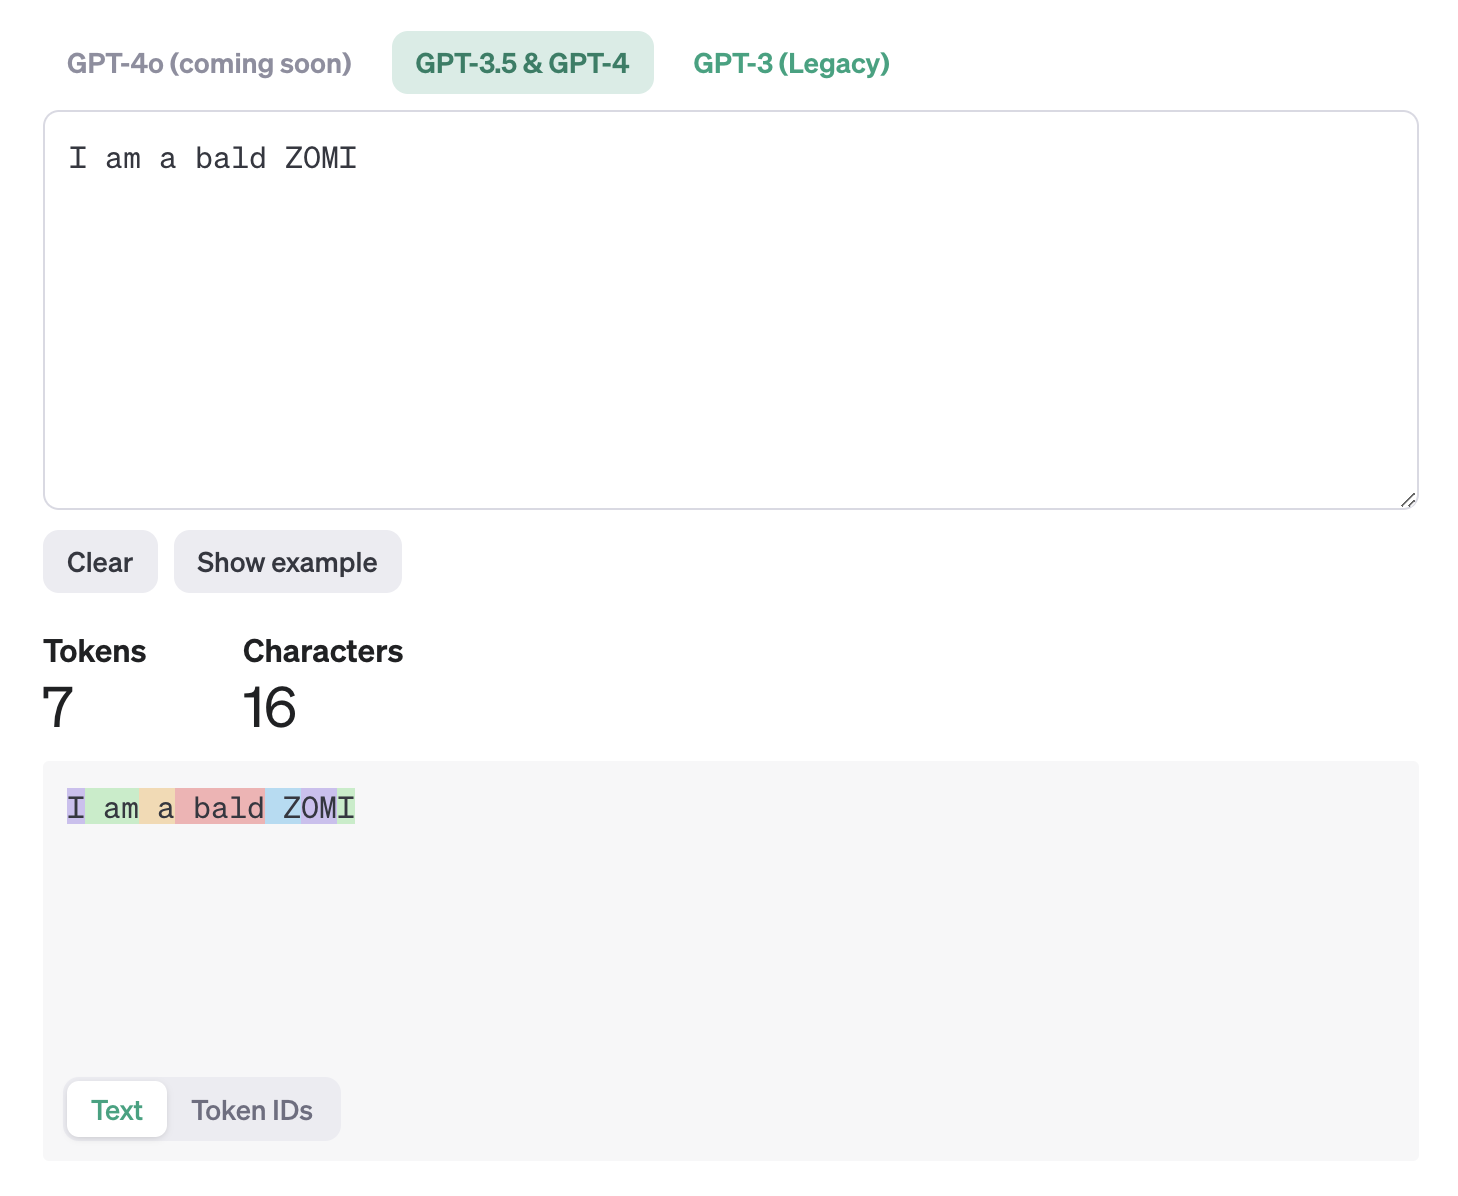 GPT-4o (coming soon) GPT-3.5 & GPT-4 GPT-3 (Legacy)
I am a bald ZOMI
Clear Show example
Tokens Characters
7 16
I am a bald ZOMI
Text Token IDs